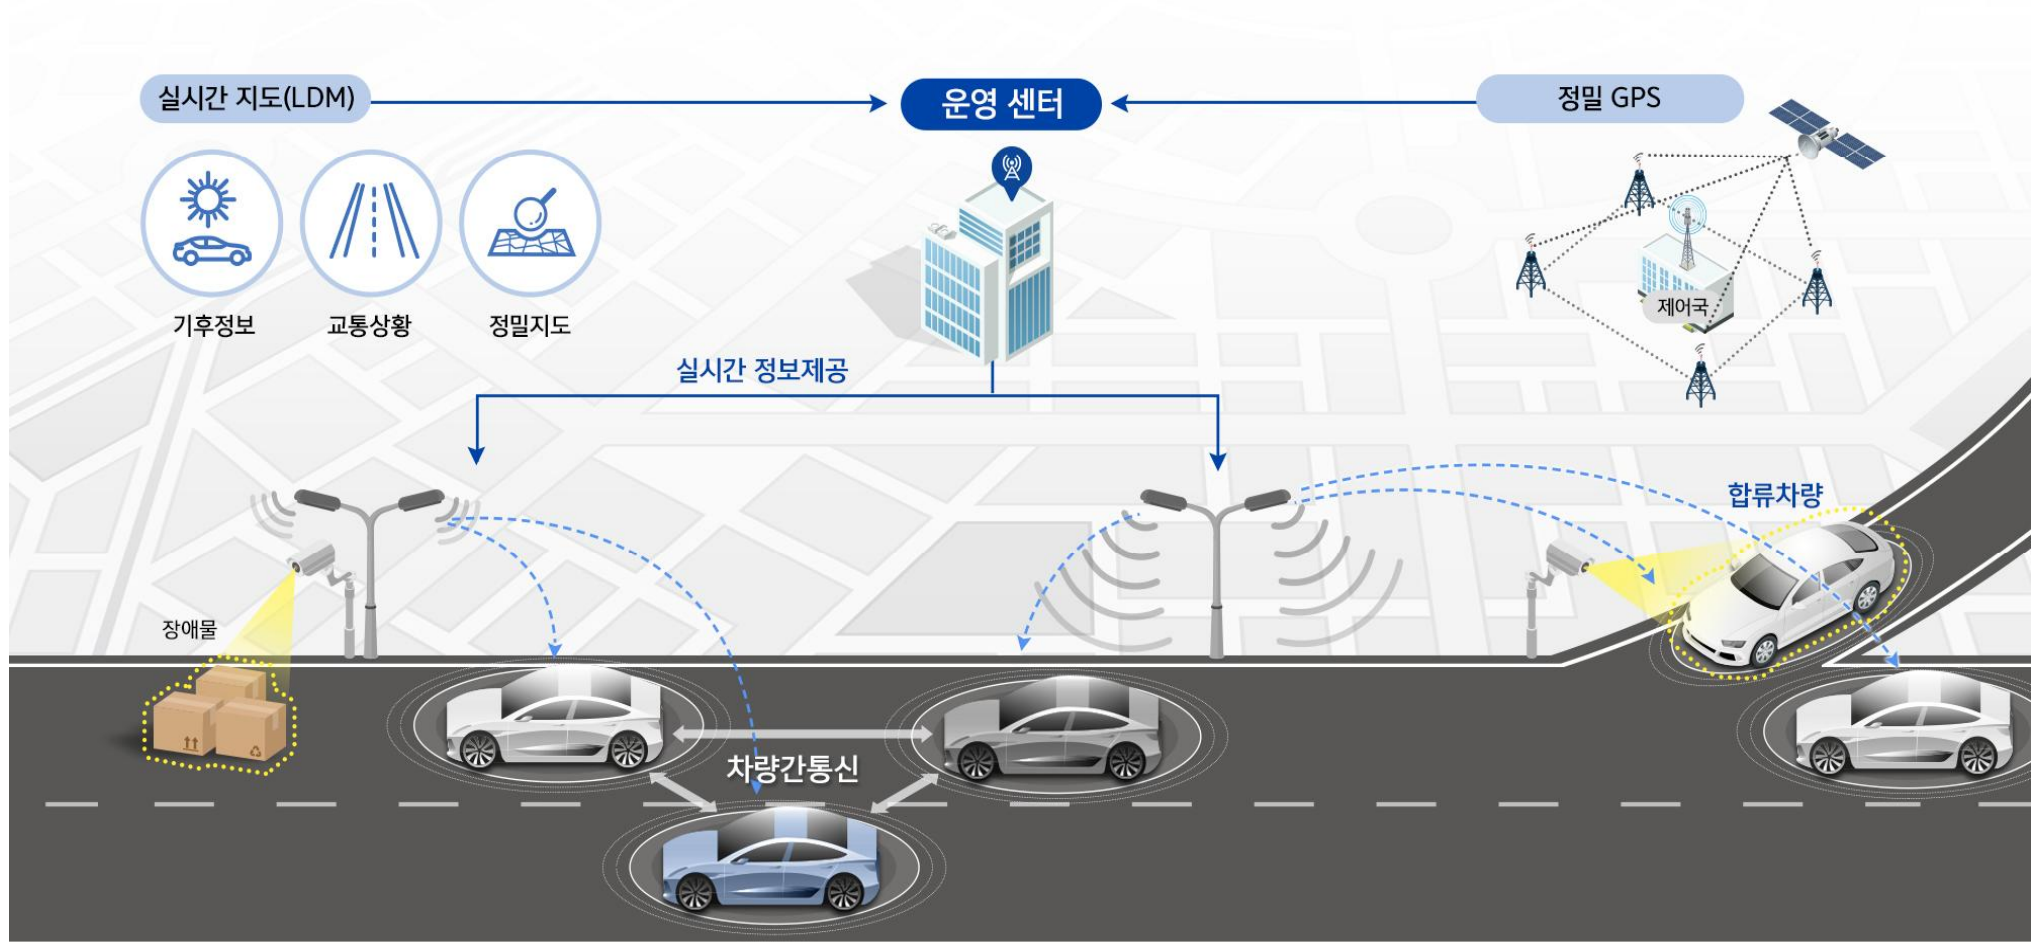 실시간 지도(LDM)
운영 센터
정밀 GPS
기후정보
교통상황
정밀지도
제어국
실시간 정보제공
합류차량
장애물
차량간통신